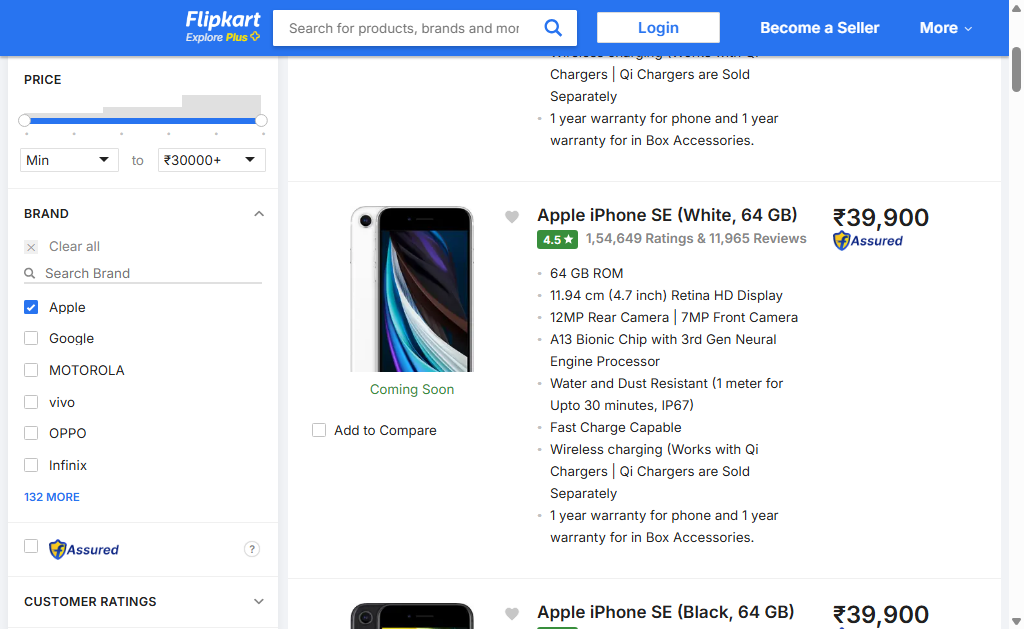 Flipkart
Explore Plus
Search for products, brands and mor
Login
Become a Seller
More
PRICE
Min
to
₹30000+
BRAND
Clear all
Search Brand
Apple
Google
MOTOROLA
vivo
OPPO
Infinix
132 MORE
Assured
?
CUSTOMER RATINGS
Wireless charging (Works with Qi
Chargers | Qi Chargers are Sold
Separately
1 year warranty for phone and 1 year
warranty for in Box Accessories.
Coming Soon
Add to Compare
Apple iPhone SE (White, 64 GB)
4.5★ 1,54,649 Ratings & 11,965 Reviews
64 GB ROM
11.94 cm (4.7 inch) Retina HD Display
12MP Rear Camera | 7MP Front Camera
A13 Bionic Chip with 3rd Gen Neural
Engine Processor
Water and Dust Resistant (1 meter for
Upto 30 minutes, IP67)
Fast Charge Capable
Wireless charging (Works with Qi
Chargers | Qi Chargers are Sold
Separately
1 year warranty for phone and 1 year
warranty for in Box Accessories.
₹39,900
Assured
Apple iPhone SE (Black, 64 GB)
₹39,900